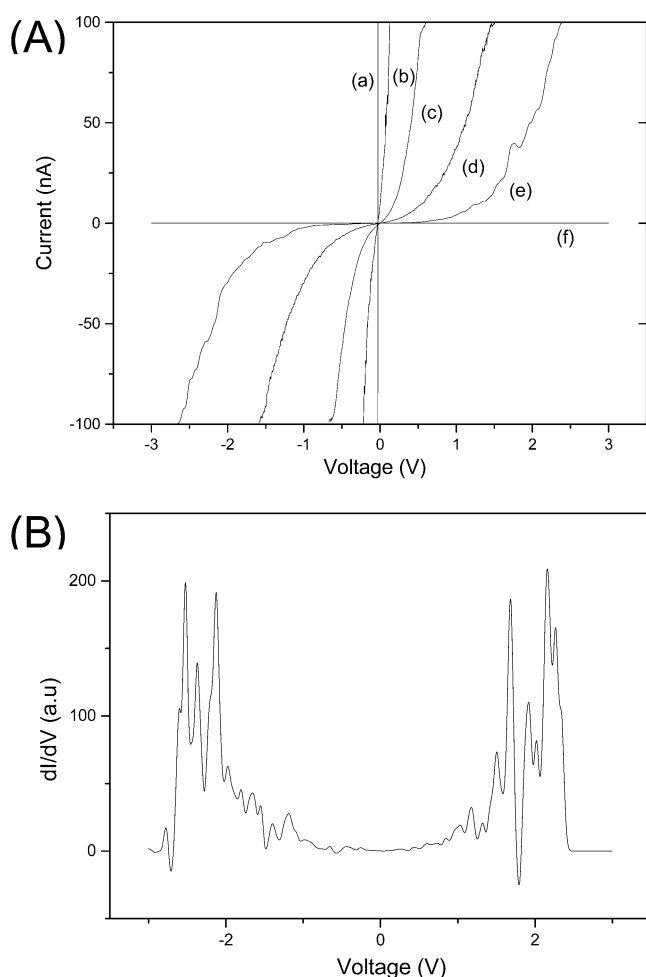 (A)
100
50
0
-50
-100
Current (nA)
(a)
(b)
(c)
(d)
(e)
(f)
-3 -2 -1 0 1 2 3
Voltage (V)
(B)
200
100
0
dI/dV (a.u)
-2 0 2
Voltage (V)